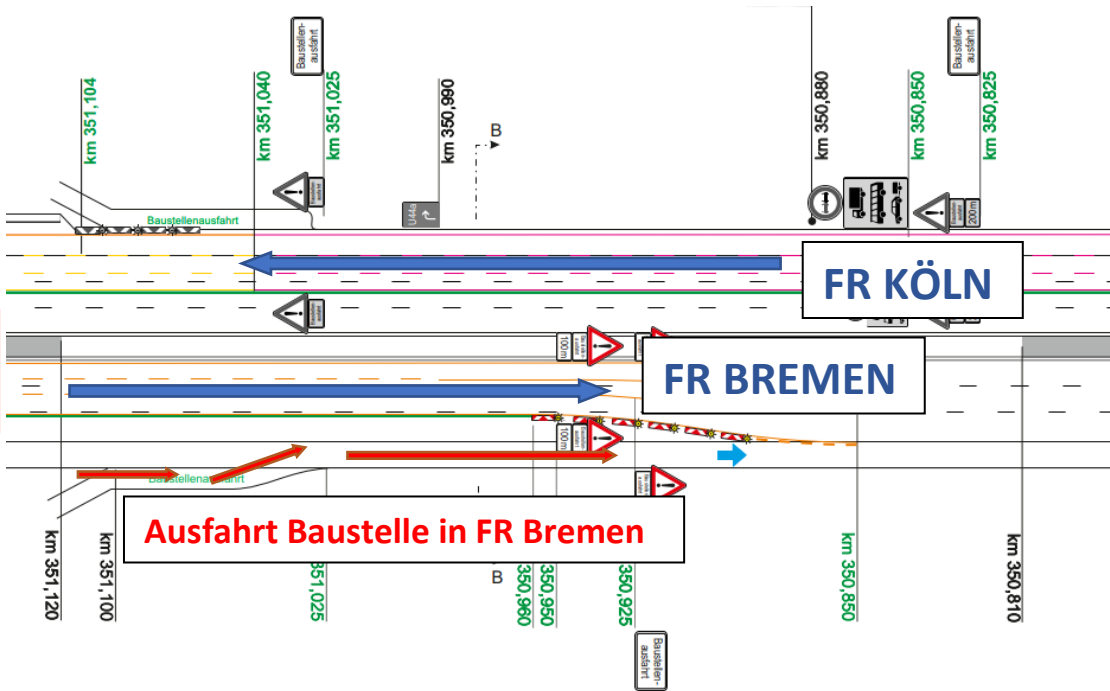 Baustellen-
ausfahrt
Baustellen-
ausfahrt
km 351,104
km 351,040
km 351,025
km 350,990
km 350,880
km 350,850
km 350,825
B
U44a
200m
Baustellenausfahrt
FR KÖLN
FR BREMEN
100m
100m
Baustellenausfahrt
Ausfahrt Baustelle in FR Bremen
km 351,120
km 351,100
351,025
B
350,960
350,950
350,925
km 350,850
km 350,810
Baustellen-
ausfahrt